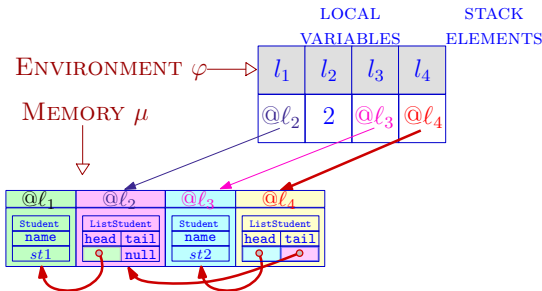 LOCAL VARIABLES
STACK ELEMENTS
ENVIRONMENT φ
l1 l2 l3 l4
@ℓ2 2 @ℓ3 @ℓ4
MEMORY μ
@ℓ1 @ℓ2 @ℓ3 @ℓ4
Student ListStudent Student ListStudent
name head tail name head tail
st1 null st2